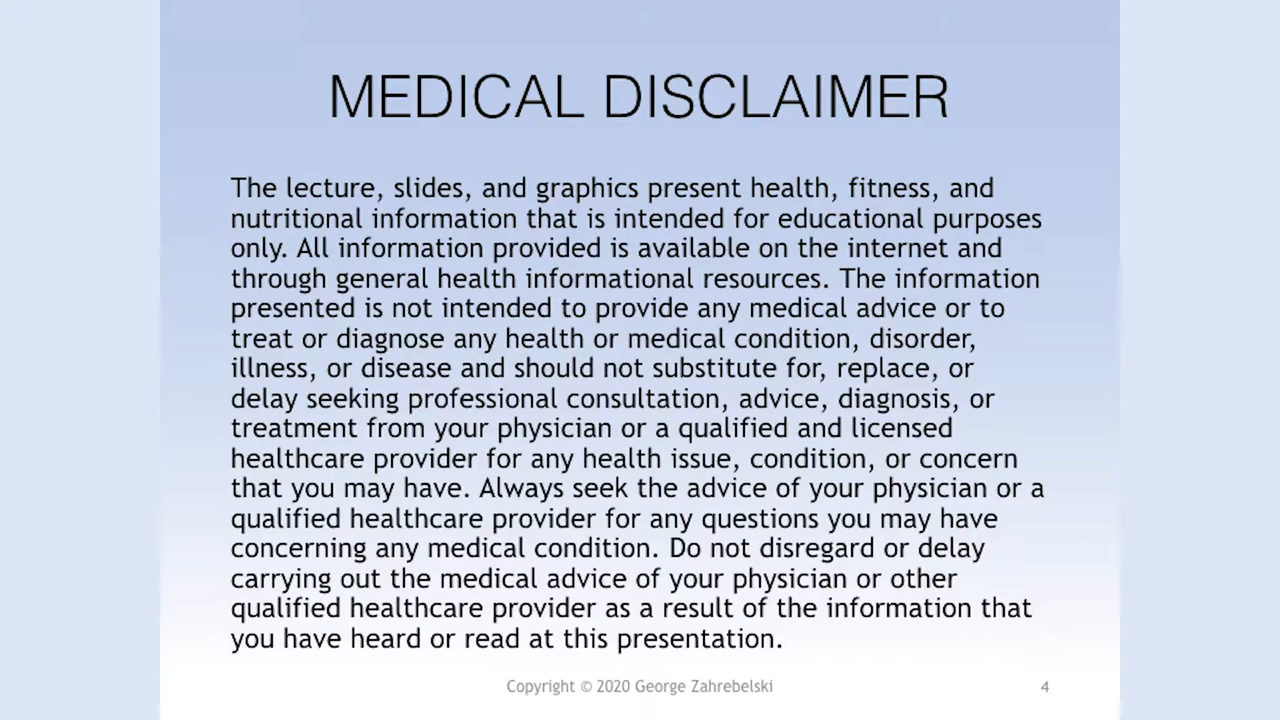 MEDICAL DISCLAIMER
The lecture, slides, and graphics present health, fitness, and
nutritional information that is intended for educational purposes
only. All information provided is available on the internet and
through general health informational resources. The information
presented is not intended to provide any medical advice or to
treat or diagnose any health or medical condition, disorder,
illness, or disease and should not substitute for, replace, or
delay seeking professional consultation, advice, diagnosis, or
treatment from your physician or a qualified and licensed
healthcare provider for any health issue, condition, or concern
that you may have. Always seek the advice of your physician or a
qualified healthcare provider for any questions you may have
concerning any medical condition. Do not disregard or delay
carrying out the medical advice of your physician or other
qualified healthcare provider as a result of the information that
you have heard or read at this presentation.
Copyright © 2020 George Zahrebelski
4